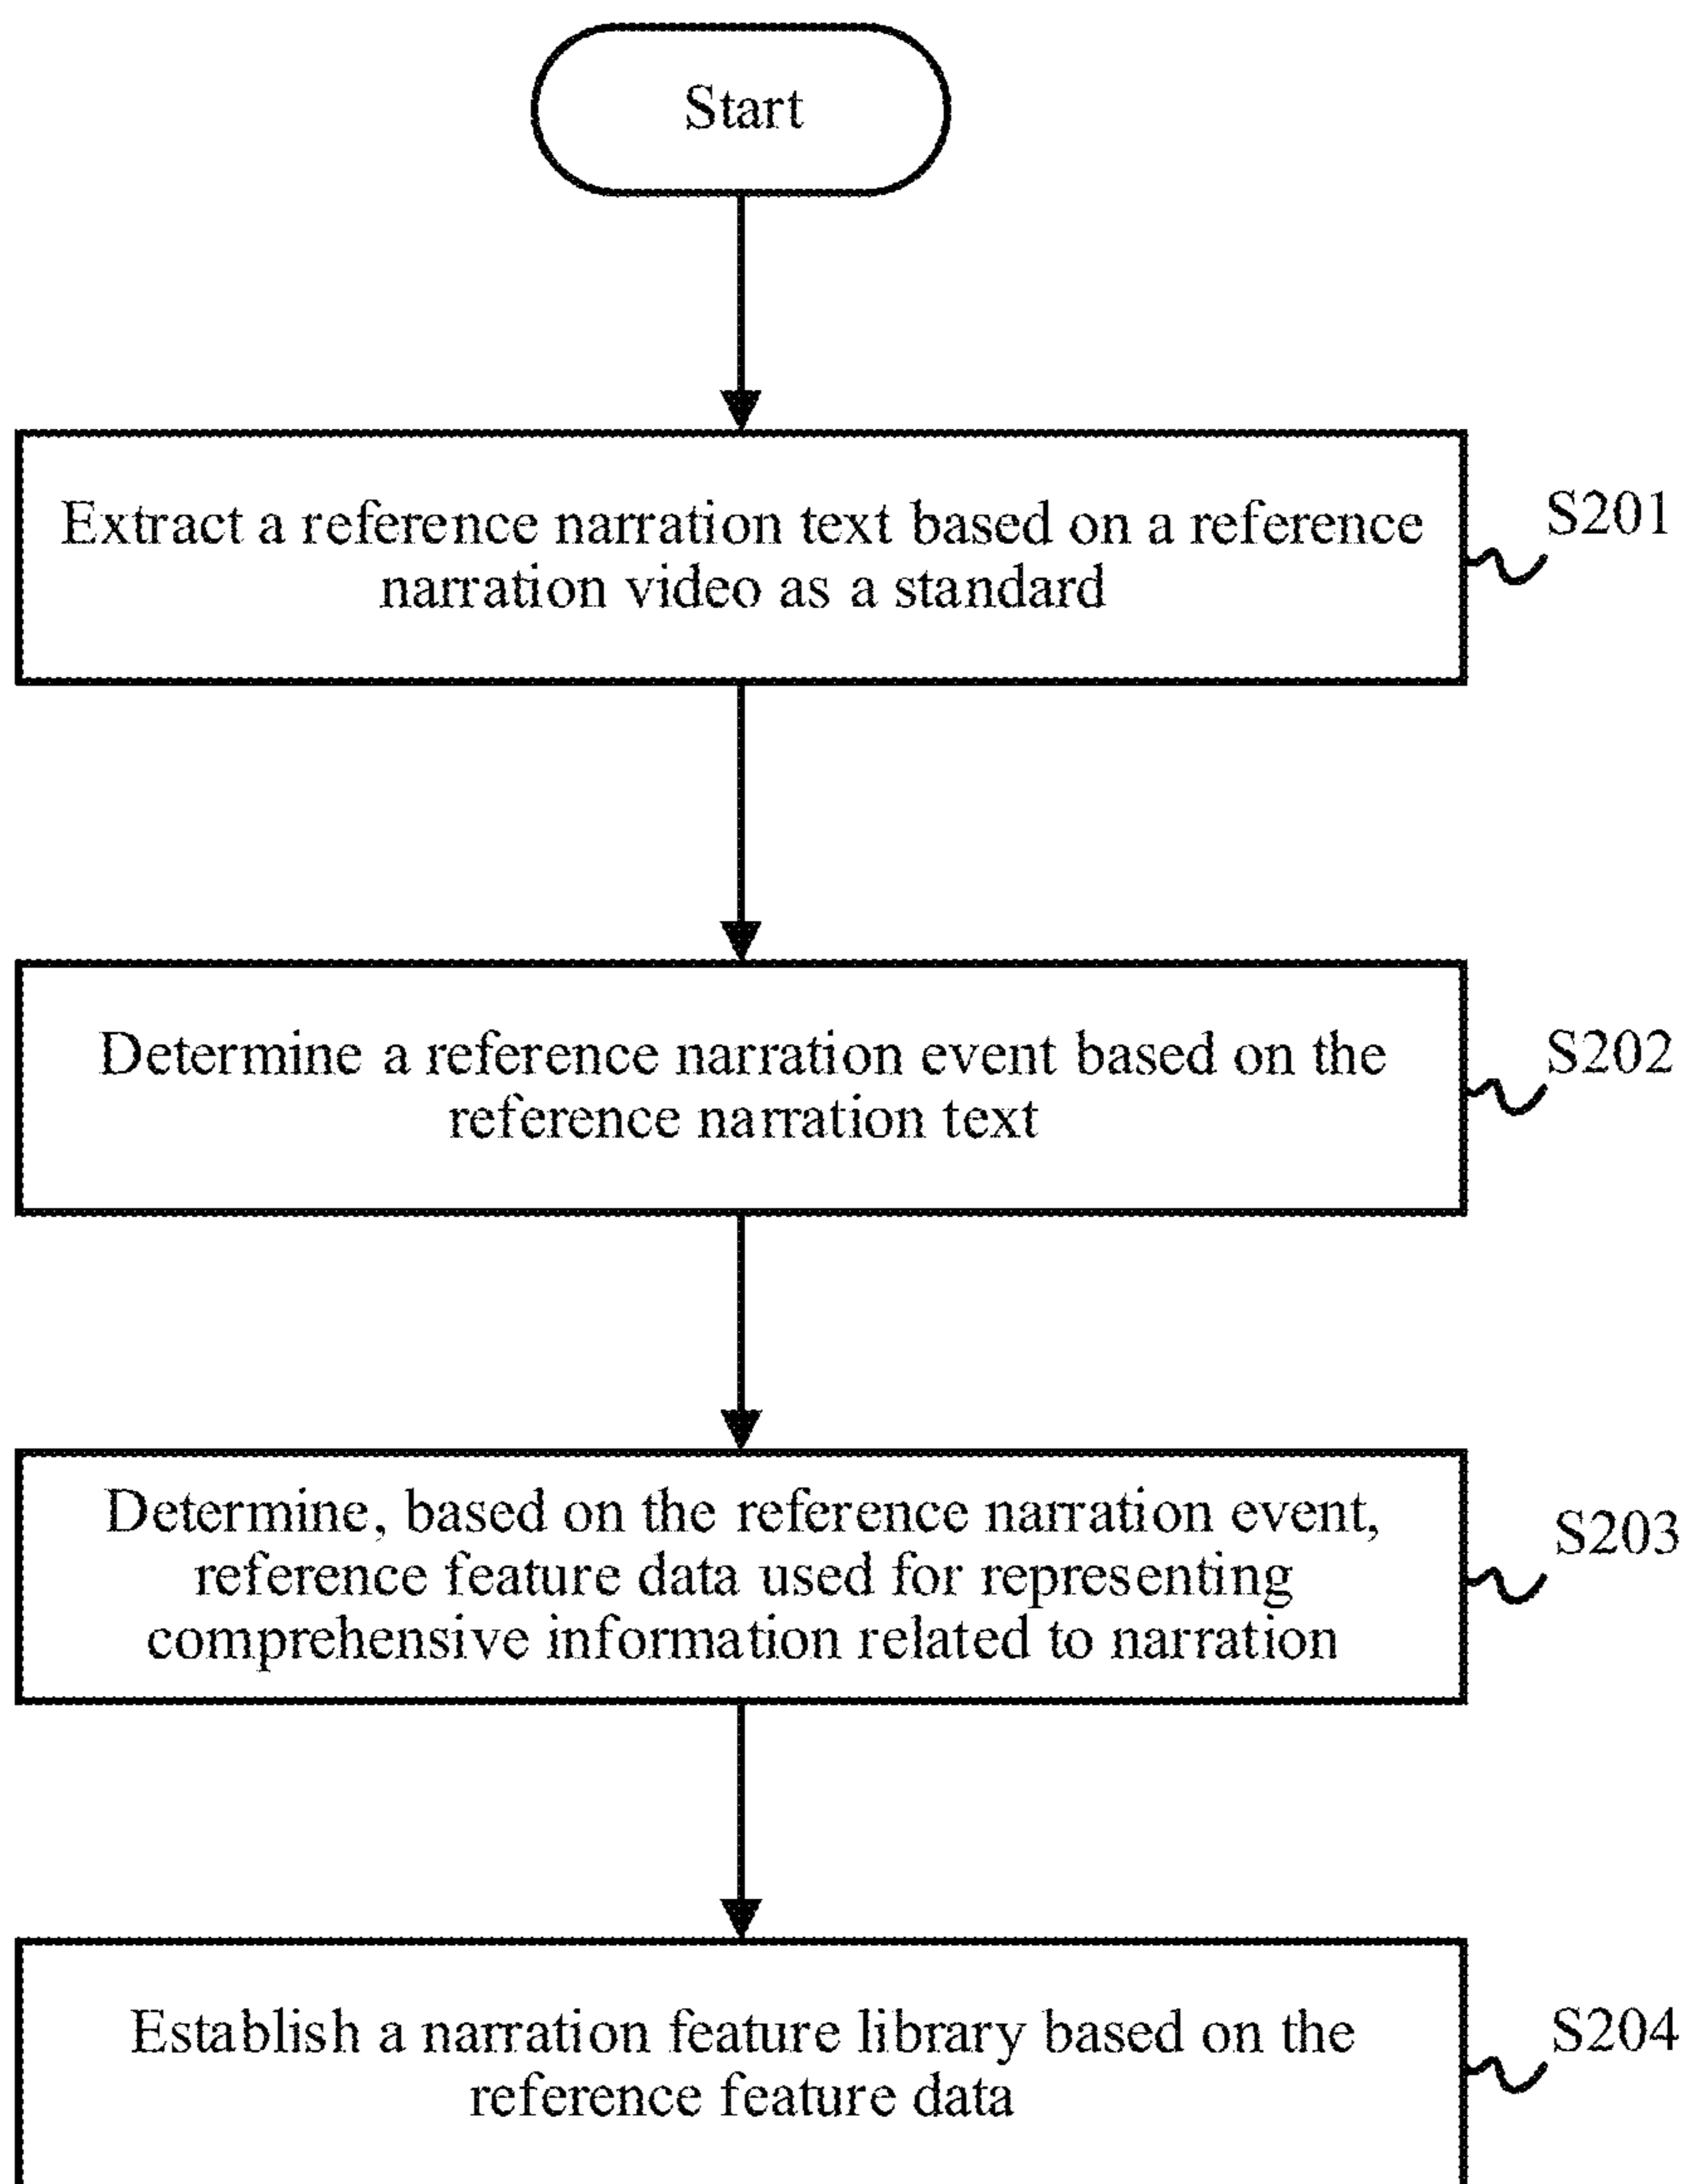 Start
Extract a reference narration text based on a reference
narration video as a standard
S201
Determine a reference narration event based on the
reference narration text
S202
Determine, based on the reference narration event,
reference feature data used for representing
comprehensive information related to narration
S203
Establish a narration feature library based on the
reference feature data
S204